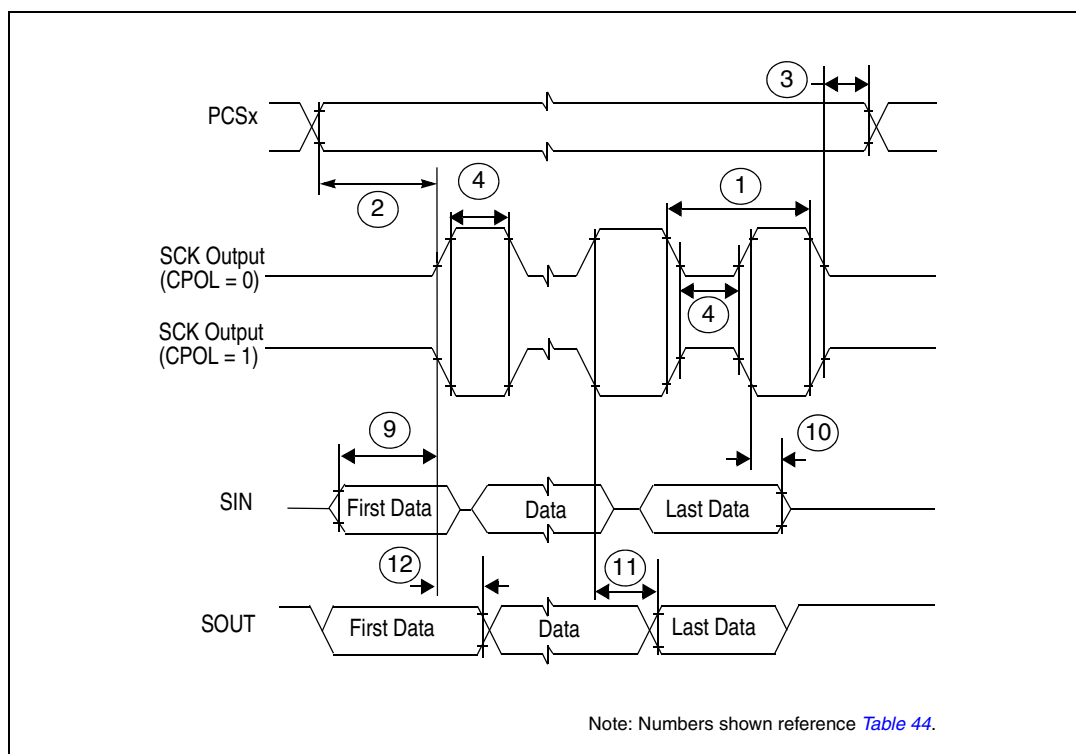 3
PCSx
2
4
1
SCK Output
(CPOL = 0)
4
SCK Output
(CPOL = 1)
9
10
SIN
First Data
Data
Last Data
12
11
SOUT
First Data
Data
Last Data
Note: Numbers shown reference Table 44.